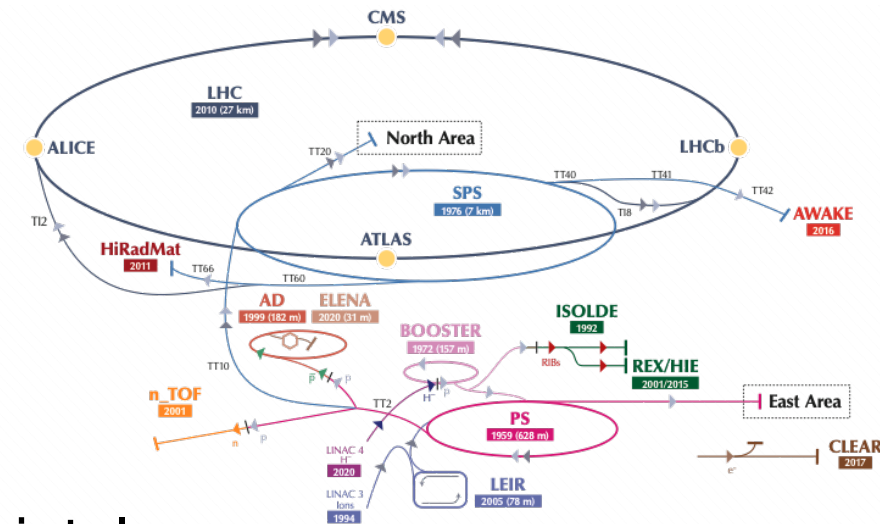 CMS
LHC
2010 (27 km)
North Area
TT20
ALICE
LHCb
TT40
TT41
TT42
SPS
1976 (7 km)
TI8
AWAKE
2016
TI2
ATLAS
HiRadMat
2011
TT66
TT60
AD
1999 (182 m)
ELENA
2020 (31 m)
ISOLDE
1992
BOOSTER
1972 (157 m)
RIBs
REX/HIE
2001/2015
p̅
p
TT10
H⁻
p
TT2
East Area
n_TOF
2001
n
p
PS
1959 (628 m)
LINAC 4
H⁻
2020
CLEAR
2017
e⁻
LINAC 3
Ions
1994
LEIR
2005 (78 m)